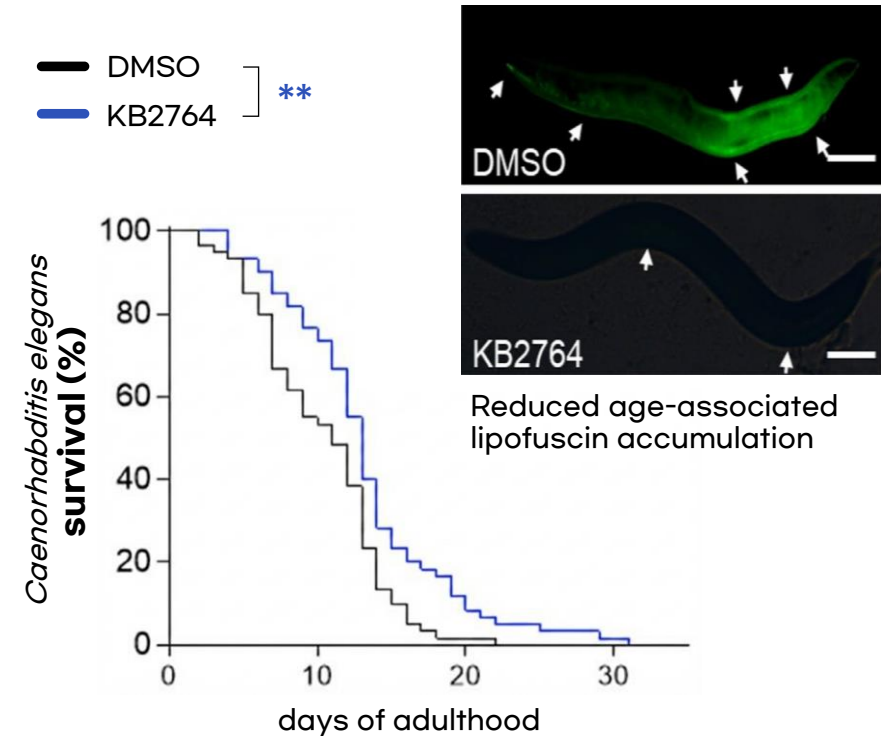 DMSO
KB2764
**
DMSO
KB2764
Reduced age-associated
lipofuscin accumulation
Caenorhabditis elegans
survival (%)
100
80
60
40
20
0
0 10 20 30
days of adulthood